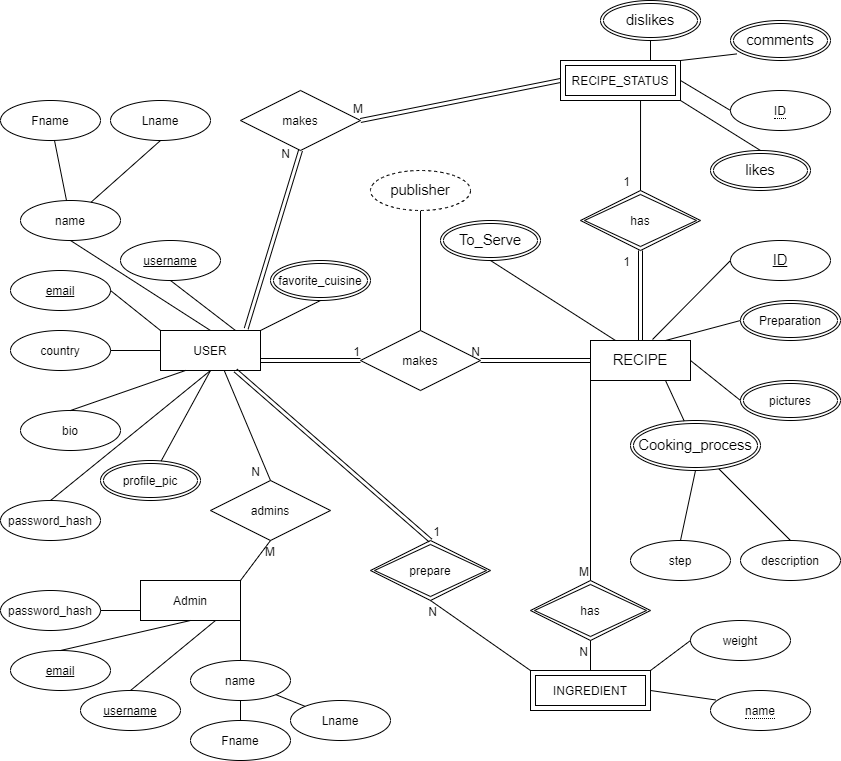 dislikes
comments
RECIPE_STATUS
ID
likes
makes
M
N
Fname
Lname
name
publisher
1
has
1
To_Serve
username
favorite_cuisine
email
ID
Preparation
USER
country
1
makes
N
RECIPE
pictures
bio
Cooking_process
profile_pic
N
password_hash
admins
M
1
prepare
N
step
description
M
has
N
Admin
password_hash
email
username
name
Lname
Fname
weight
INGREDIENT
name